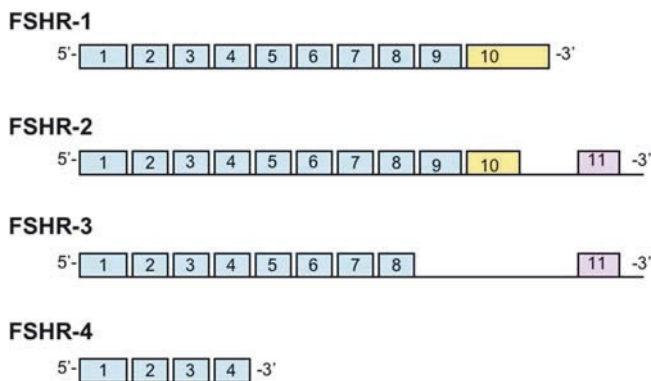 FSHR-1
5'- 1 2 3 4 5 6 7 8 9 10 -3'
FSHR-2
5'- 1 2 3 4 5 6 7 8 9 10 11 -3'
FSHR-3
5'- 1 2 3 4 5 6 7 8 11 -3'
FSHR-4
5'- 1 2 3 4 -3'